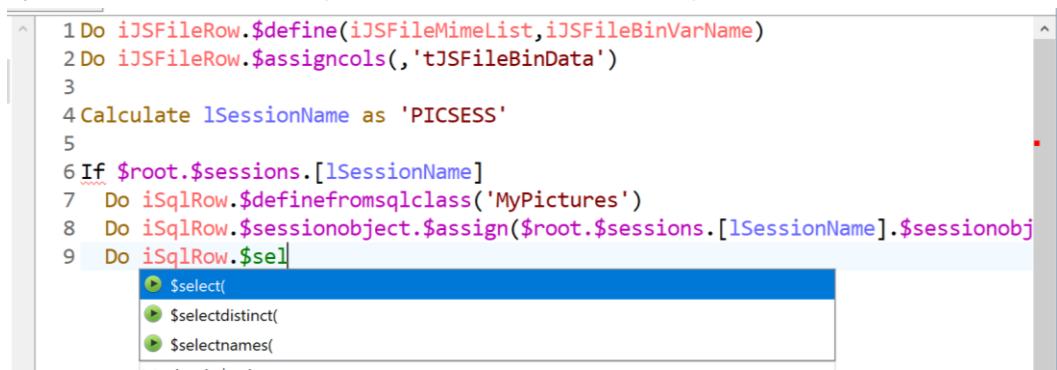 1 Do iJSFileRow.$define(iJSFileMimeList,iJSFileBinVarName)
2 Do iJSFileRow.$assigncols(,'tJSFileBinData')
3
4 Calculate lSessionName as 'PICSESS'
5
6 If $root.$sessions.[lSessionName]
7 Do iSqlRow.$definefromsqlclass('MyPictures')
8 Do iSqlRow.$sessionobject.$assign($root.$sessions.[lSessionName].$sessionobj
9 Do iSqlRow.$sel
$select(
$selectdistinct(
$selectnames(